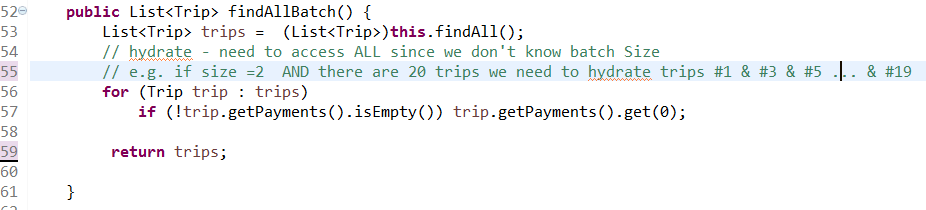 52 public List<Trip> findAllBatch() {
53 List<Trip> trips = (List<Trip>)this.findAll();
54 // hydrate - need to access ALL since we don't know batch Size
55 // e.g. if size =2 AND there are 20 trips we need to hydrate trips #1 & #3 & #5 ... & #19
56 for (Trip trip : trips)
57 if (!trip.getPayments().isEmpty()) trip.getPayments().get(0);
58
59 return trips;
60
61 }
62